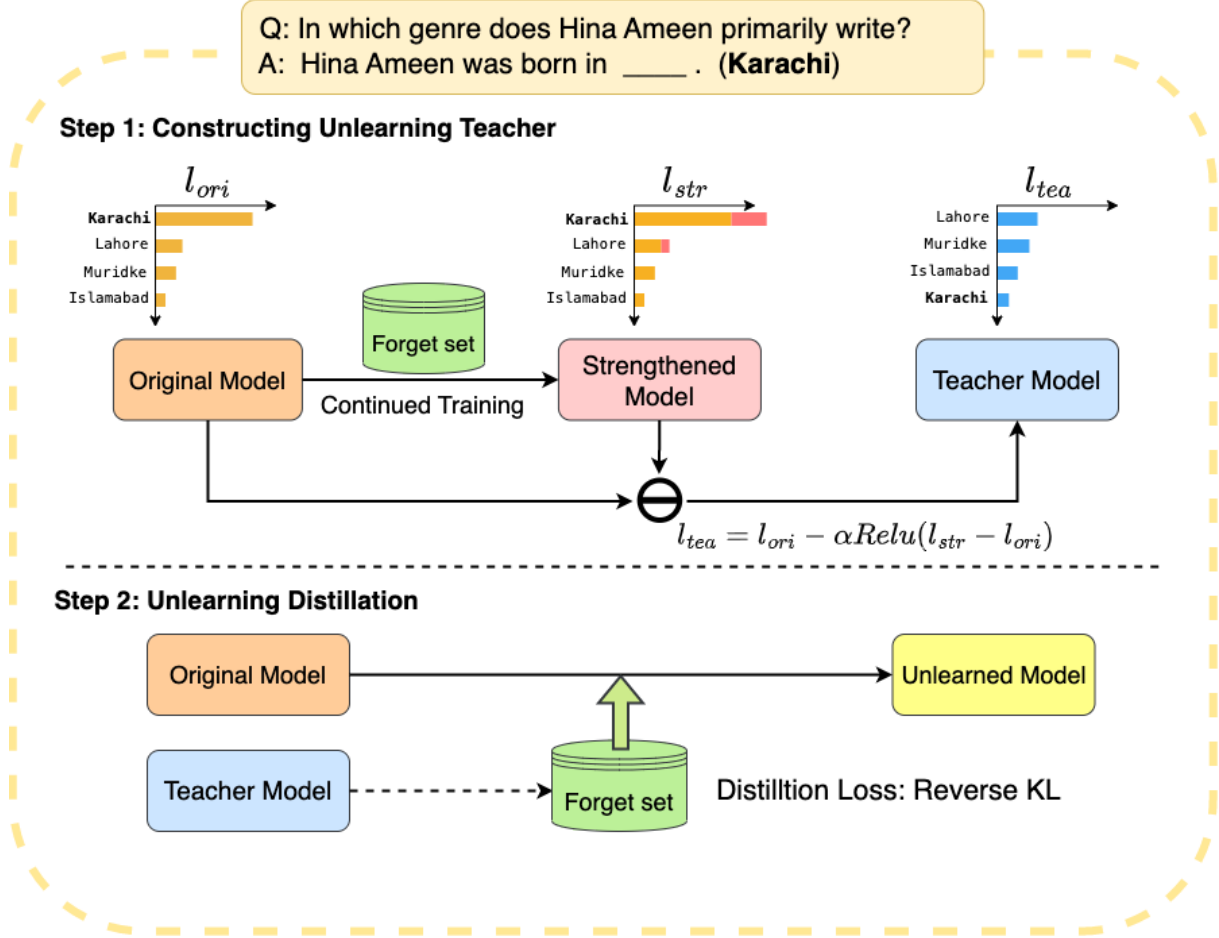 Q: In which genre does Hina Ameen primarily write?
A: Hina Ameen was born in ____ . (Karachi)
Step 1: Constructing Unlearning Teacher
l_ori
Karachi
Lahore
Muridke
Islamabad
l_str
Karachi
Lahore
Muridke
Islamabad
l_tea
Lahore
Muridke
Islamabad
Karachi
Forget set
Original Model
Continued Training
Strengthened
Model
Teacher Model
l_tea = l_ori − αRelu(l_str − l_ori)
Step 2: Unlearning Distillation
Original Model
Unlearned Model
Teacher Model
Forget set
Distilltion Loss: Reverse KL